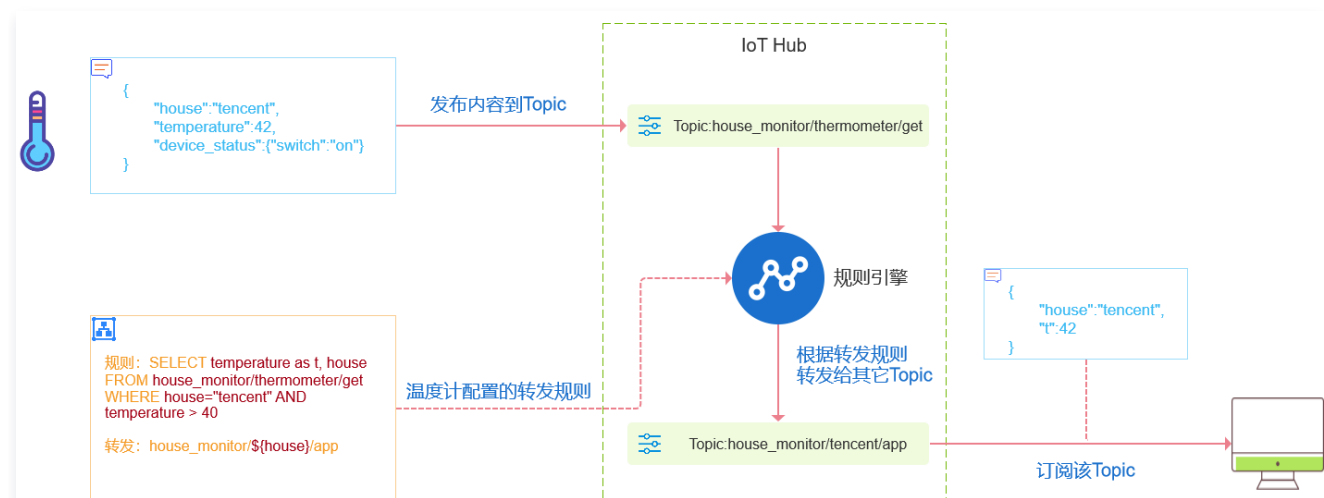 IoT Hub
{
"house":"tencent",
"temperature":42,
"device_status":{"switch":"on"}
}
发布内容到Topic
Topic:house_monitor/thermometer/get
规则引擎
{
"house":"tencent",
"t":42
}
规则：SELECT temperature as t, house
FROM house_monitor/thermometer/get
WHERE house="tencent" AND
temperature > 40
转发：house_monitor/${house}/app
温度计配置的转发规则
根据转发规则
转发给其它Topic
Topic:house_monitor/tencent/app
订阅该Topic